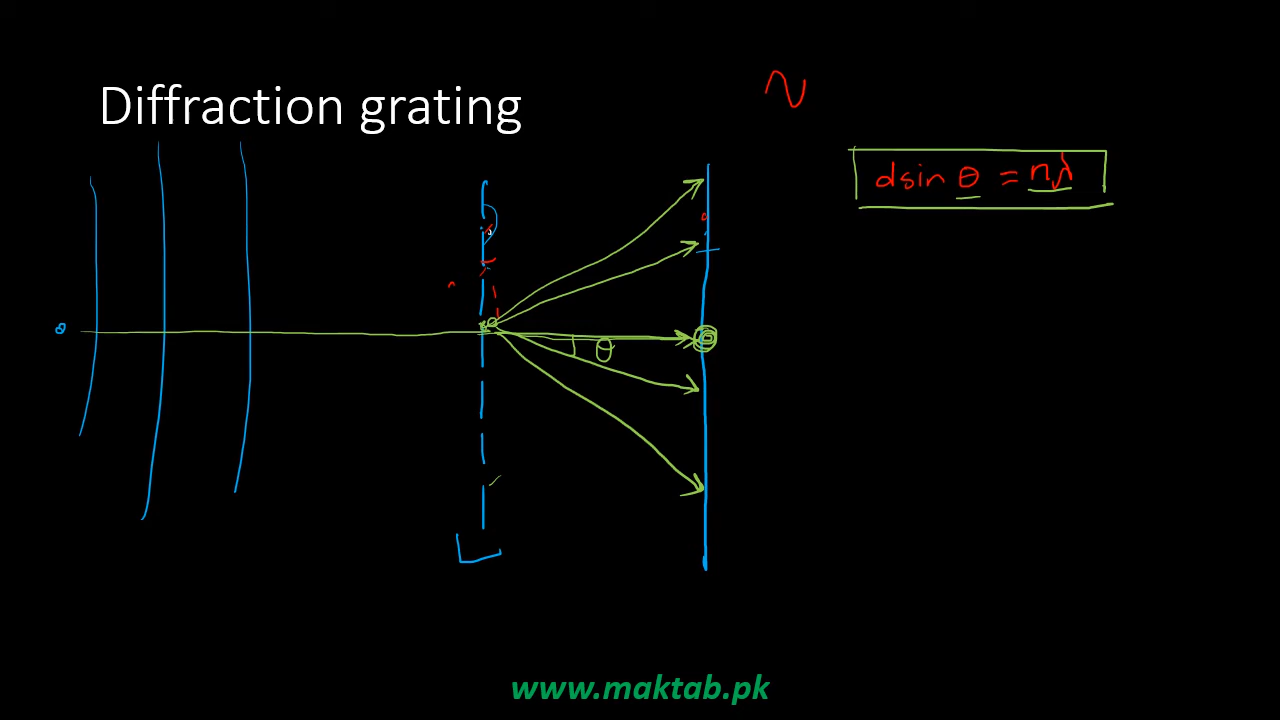 Diffraction grating
N
dsin θ = nλ
θ
www.maktab.pk